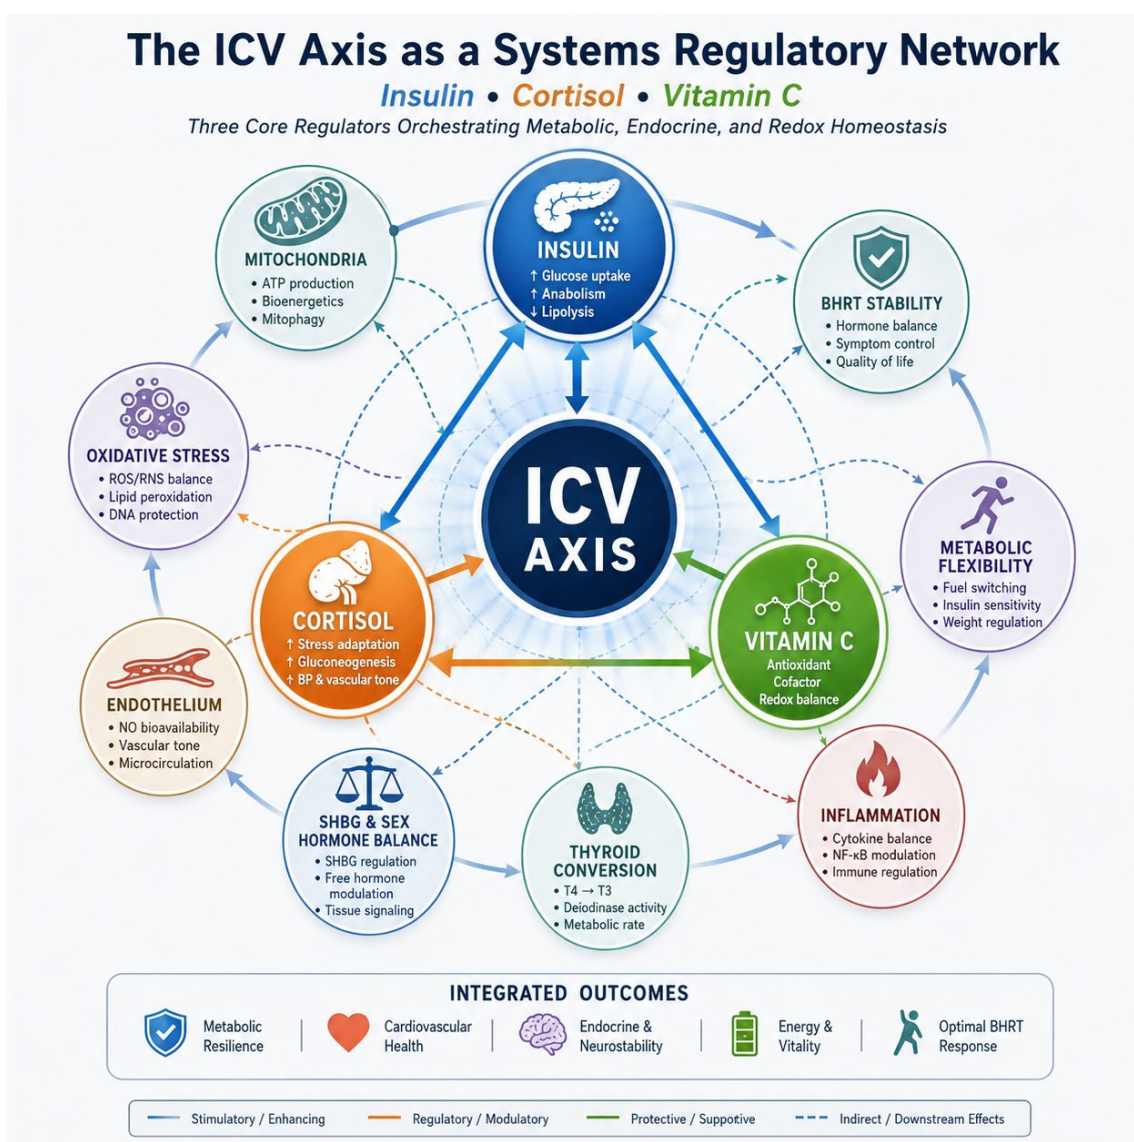 The ICV Axis as a Systems Regulatory Network
Insulin • Cortisol • Vitamin C
Three Core Regulators Orchestrating Metabolic, Endocrine, and Redox Homeostasis
INSULIN
↑ Glucose uptake
↑ Anabolism
↓ Lipolysis
MITOCHONDRIA
• ATP production
• Bioenergetics
• Mitophagy
BHRT STABILITY
• Hormone balance
• Symptom control
• Quality of life
OXIDATIVE STRESS
• ROS/RNS balance
• Lipid peroxidation
• DNA protection
ICV
AXIS
METABOLIC
FLEXIBILITY
• Fuel switching
• Insulin sensitivity
• Weight regulation
CORTISOL
↑ Stress adaptation
↑ Gluconeogenesis
↑ BP & vascular tone
VITAMIN C
Antioxidant
Cofactor
Redox balance
ENDOTHELIUM
• NO bioavailability
• Vascular tone
• Microcirculation
SHBG & SEX
HORMONE BALANCE
• SHBG regulation
• Free hormone
modulation
• Tissue signaling
THYROID
CONVERSION
• T4 → T3
• Deiodinase activity
• Metabolic rate
INFLAMMATION
• Cytokine balance
• NF-κB modulation
• Immune regulation
INTEGRATED OUTCOMES
Metabolic
Resilience
Cardiovascular
Health
Endocrine &
Neurostability
Energy &
Vitality
Optimal BHRT
Response
Stimulatory / Enhancing
Regulatory / Modulatory
Protective / Suppotive
Indirect / Downstream Effects